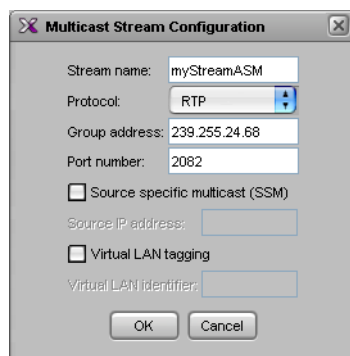 Multicast Stream Configuration
Stream name: myStreamASM
Protocol: RTP
Group address: 239.255.24.68
Port number: 2082
Source specific multicast (SSM)
Source IP address:
Virtual LAN tagging
Virtual LAN identifier:
OK Cancel